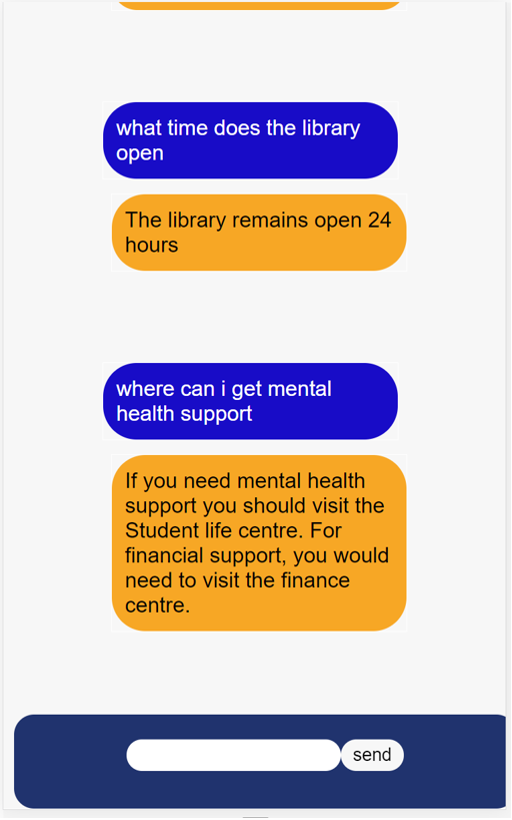 what time does the library
open
The library remains open 24
hours
where can i get mental
health support
If you need mental health
support you should visit the
Student life centre. For
financial support, you would
need to visit the finance
centre.
send